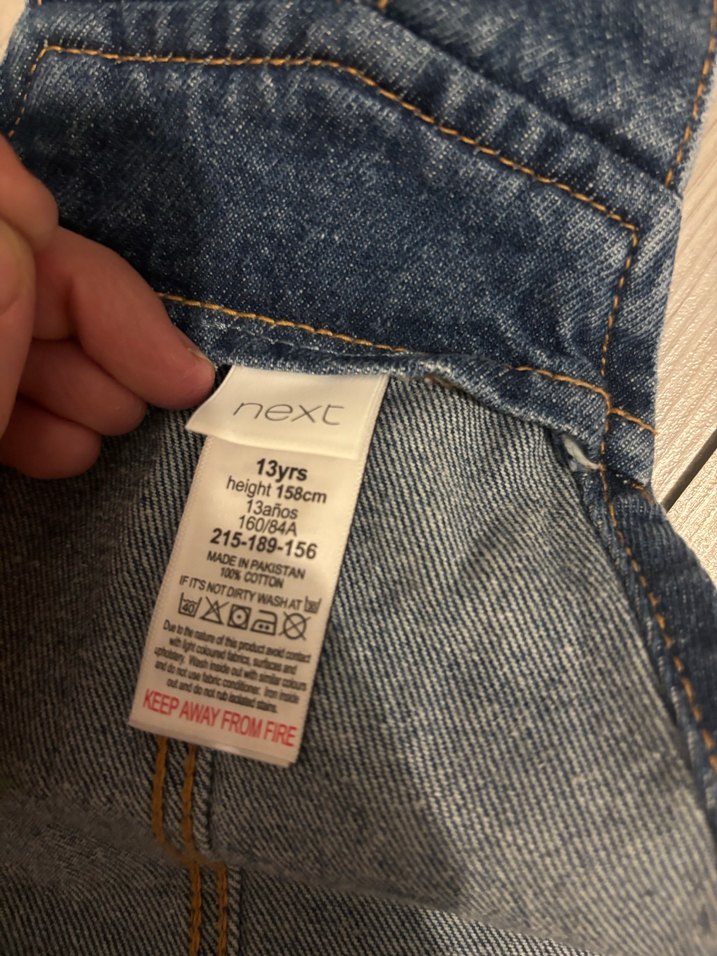 next
13yrs
height 158cm
13años
160/84A
215-189-156
MADE IN PAKISTAN
100% COTTON
IF IT'S NOT DIRTY WASH AT 30
40
Due to the nature of this product avoid contact
with light coloured fabrics, surfaces and
upholstery. Wash inside out with similar colours
and do not use fabric conditioner. Iron inside
out and do not rub isolated stains.
KEEP AWAY FROM FIRE